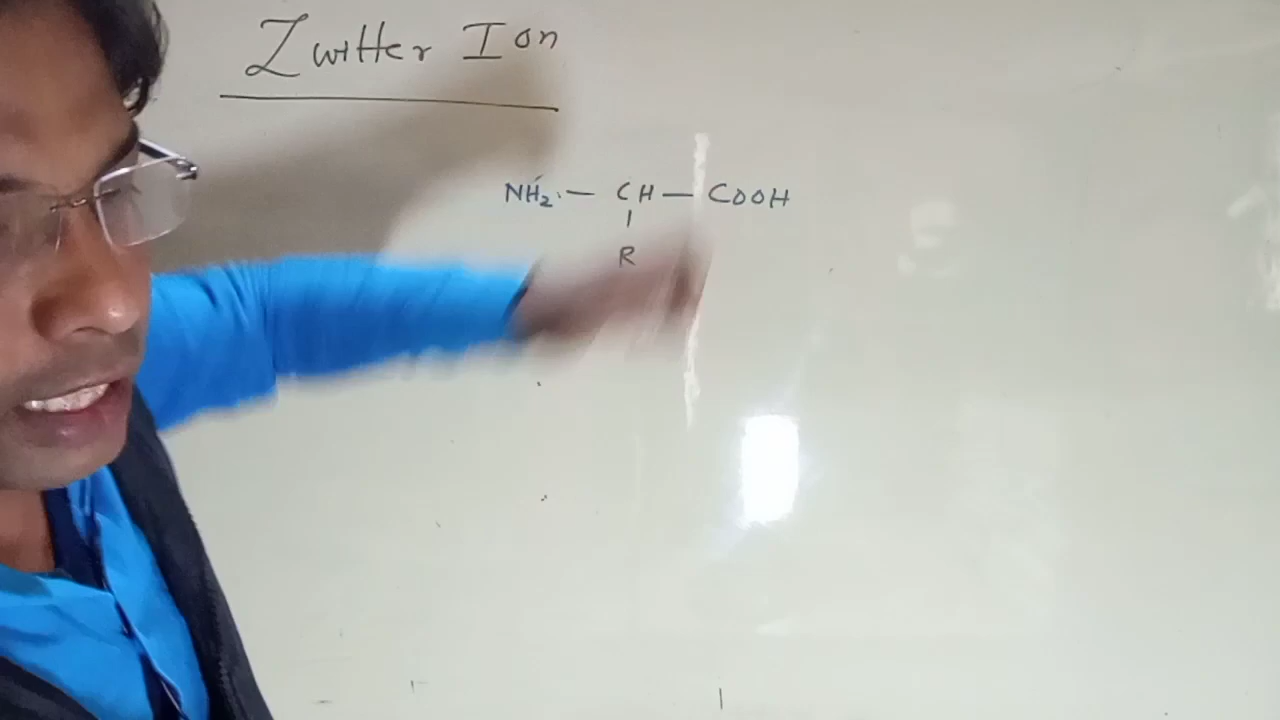 Zwitter Ion
NH2 — CH — COOH
|
R